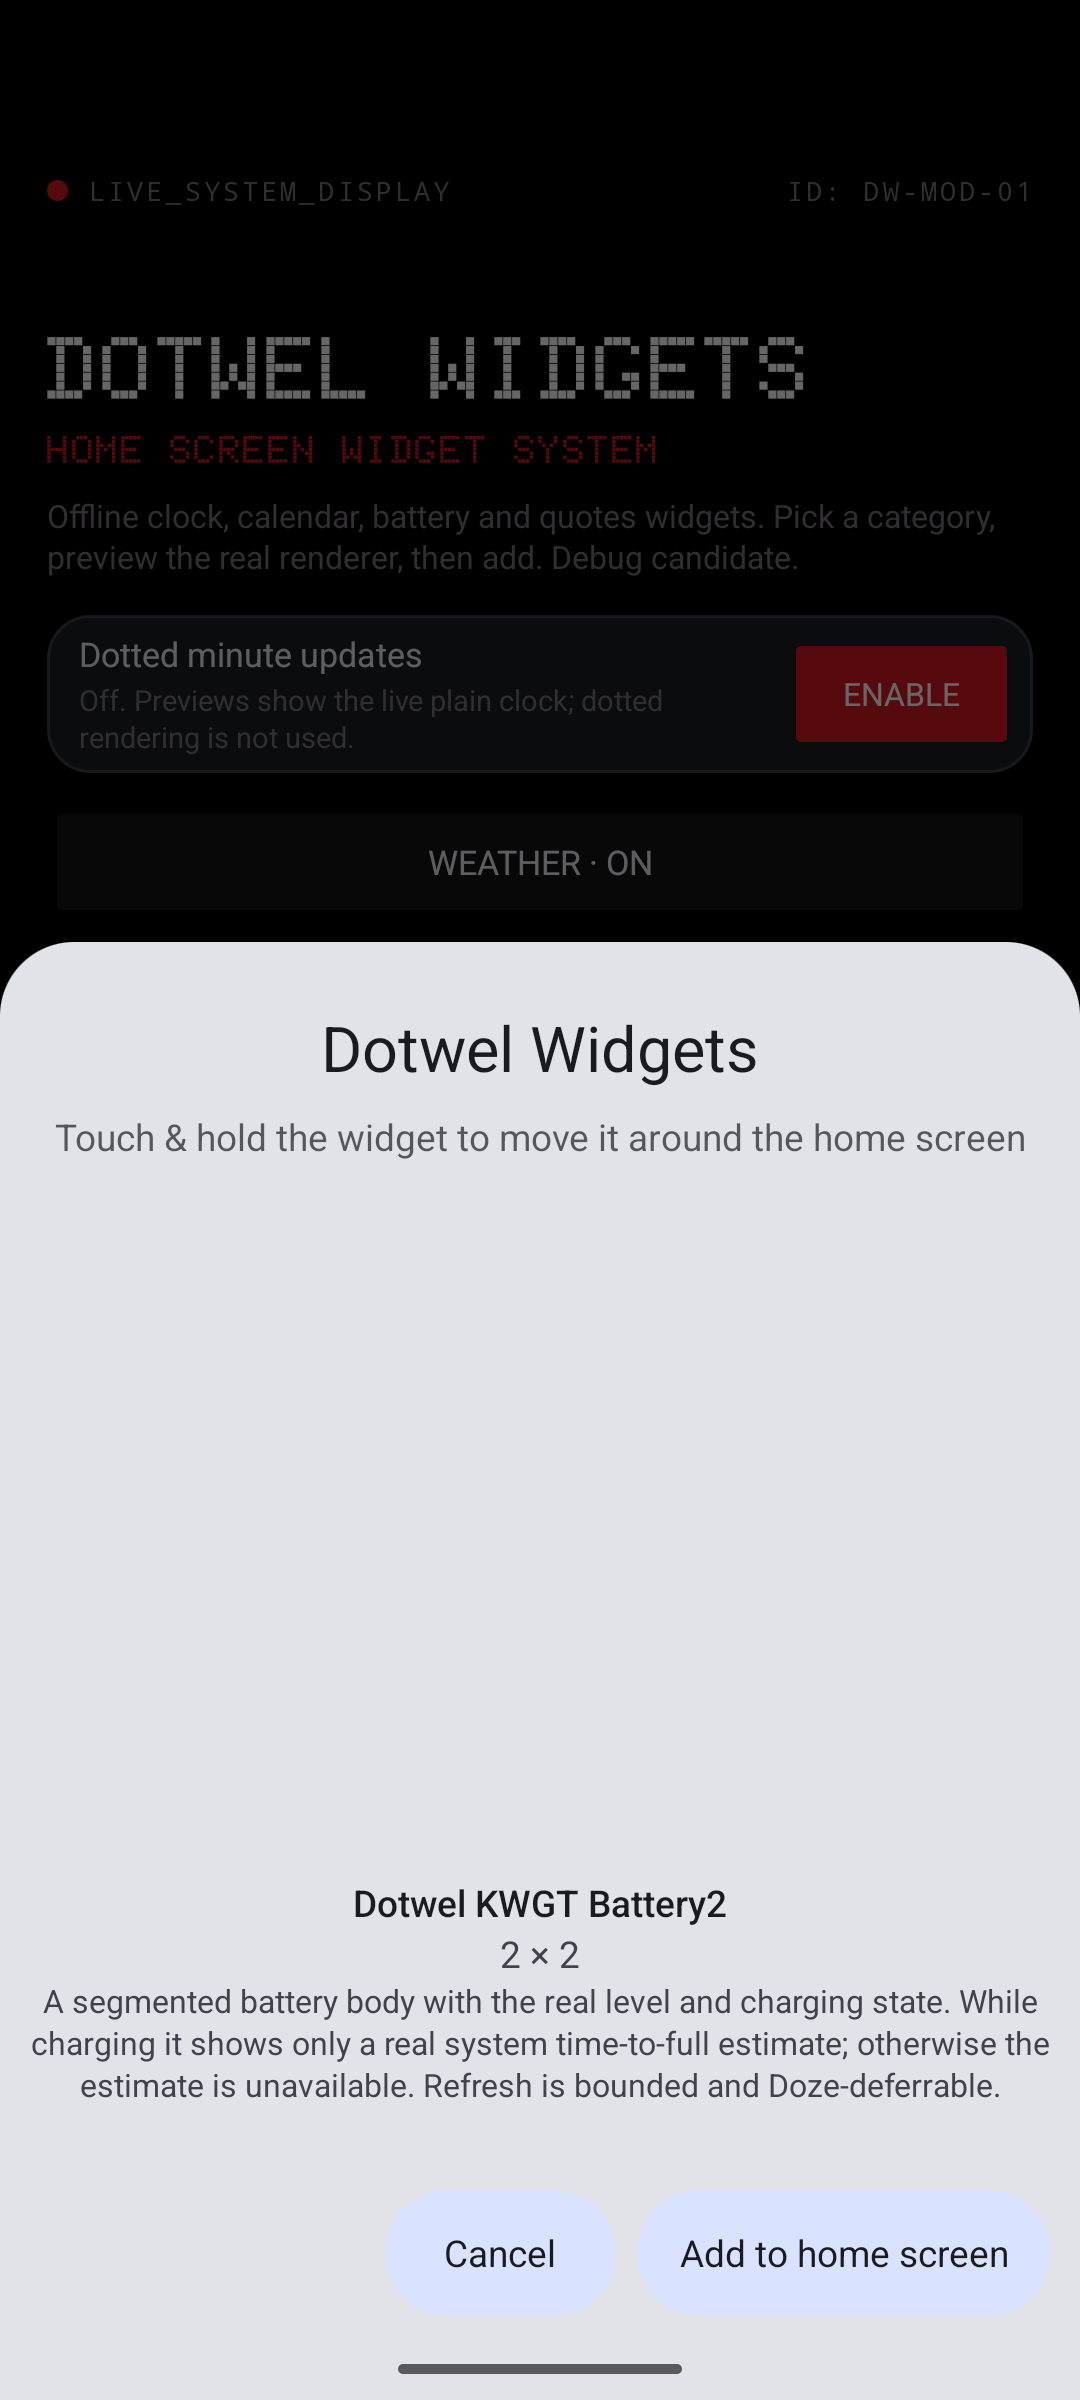 LIVE_SYSTEM_DISPLAY
ID: DW-MOD-01
DOTWEL WIDGETS
HOME SCREEN WIDGET SYSTEM
Offline clock, calendar, battery and quotes widgets. Pick a category,
preview the real renderer, then add. Debug candidate.
Dotted minute updates
Off. Previews show the live plain clock; dotted
rendering is not used.
ENABLE
WEATHER · ON
Dotwel Widgets
Touch & hold the widget to move it around the home screen
Dotwel KWGT Battery2
2 × 2
A segmented battery body with the real level and charging state. While
charging it shows only a real system time-to-full estimate; otherwise the
estimate is unavailable. Refresh is bounded and Doze-deferrable.
Cancel
Add to home screen